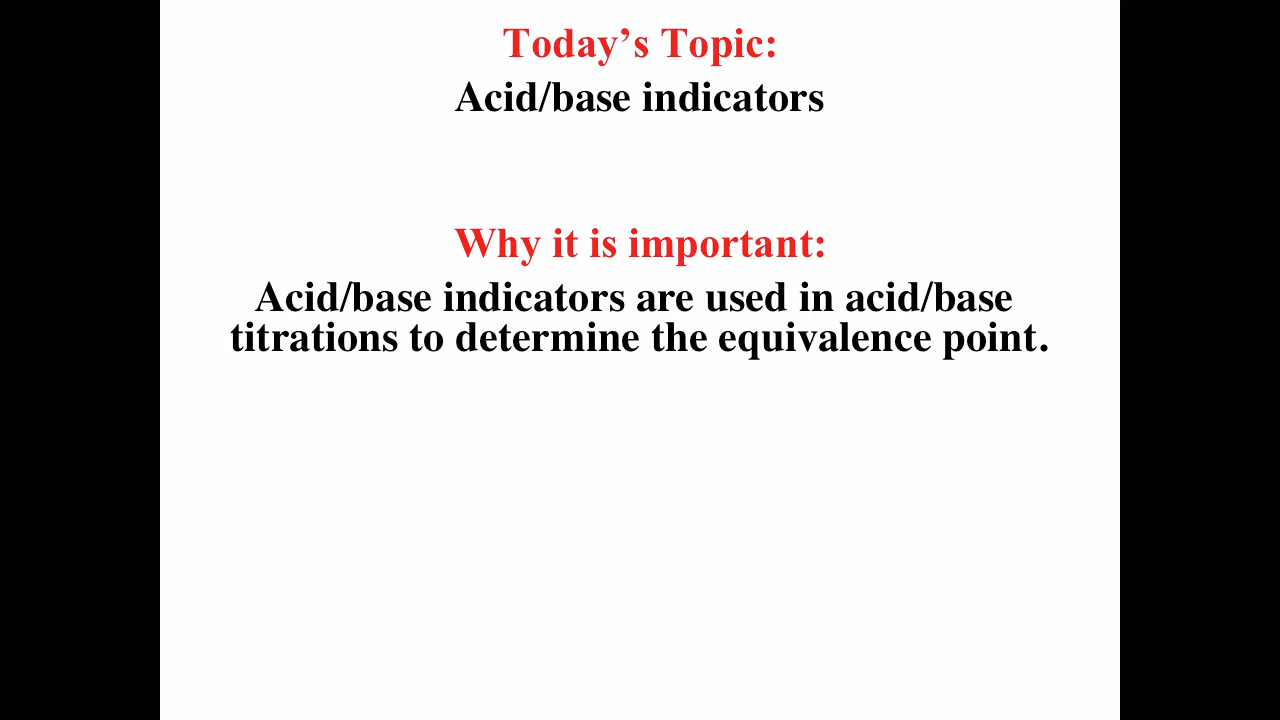 Today’s Topic:
Acid/base indicators
Why it is important:
Acid/base indicators are used in acid/base
titrations to determine the equivalence point.